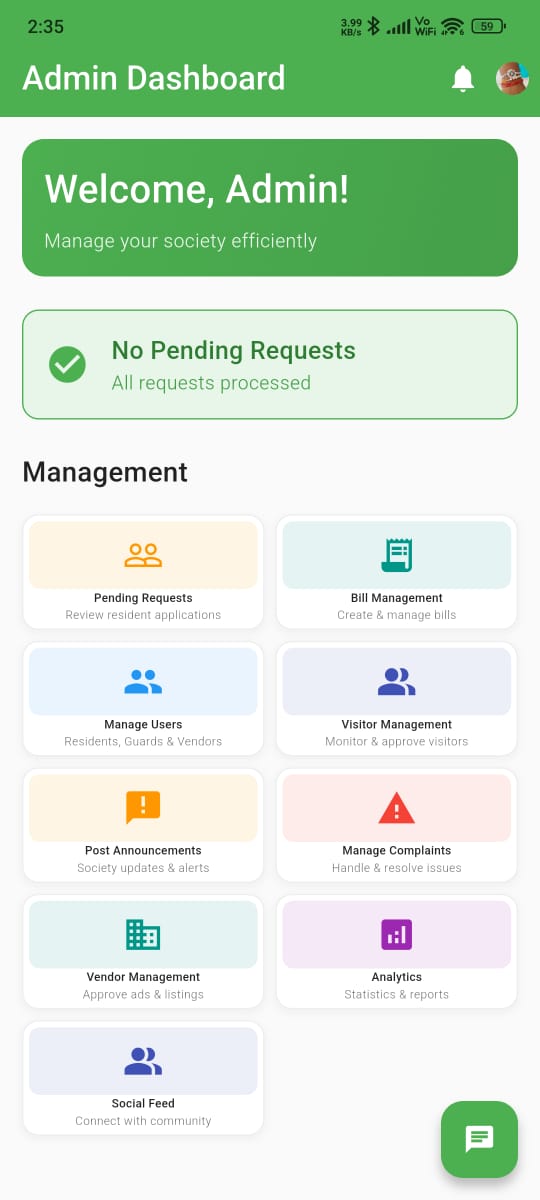 2:35
3.99 KB/s
Vo WiFi
6
59
Admin Dashboard
Welcome, Admin!
Manage your society efficiently
No Pending Requests
All requests processed
Management
Pending Requests
Review resident applications
Bill Management
Create & manage bills
Manage Users
Residents, Guards & Vendors
Visitor Management
Monitor & approve visitors
Post Announcements
Society updates & alerts
Manage Complaints
Handle & resolve issues
Vendor Management
Approve ads & listings
Analytics
Statistics & reports
Social Feed
Connect with community